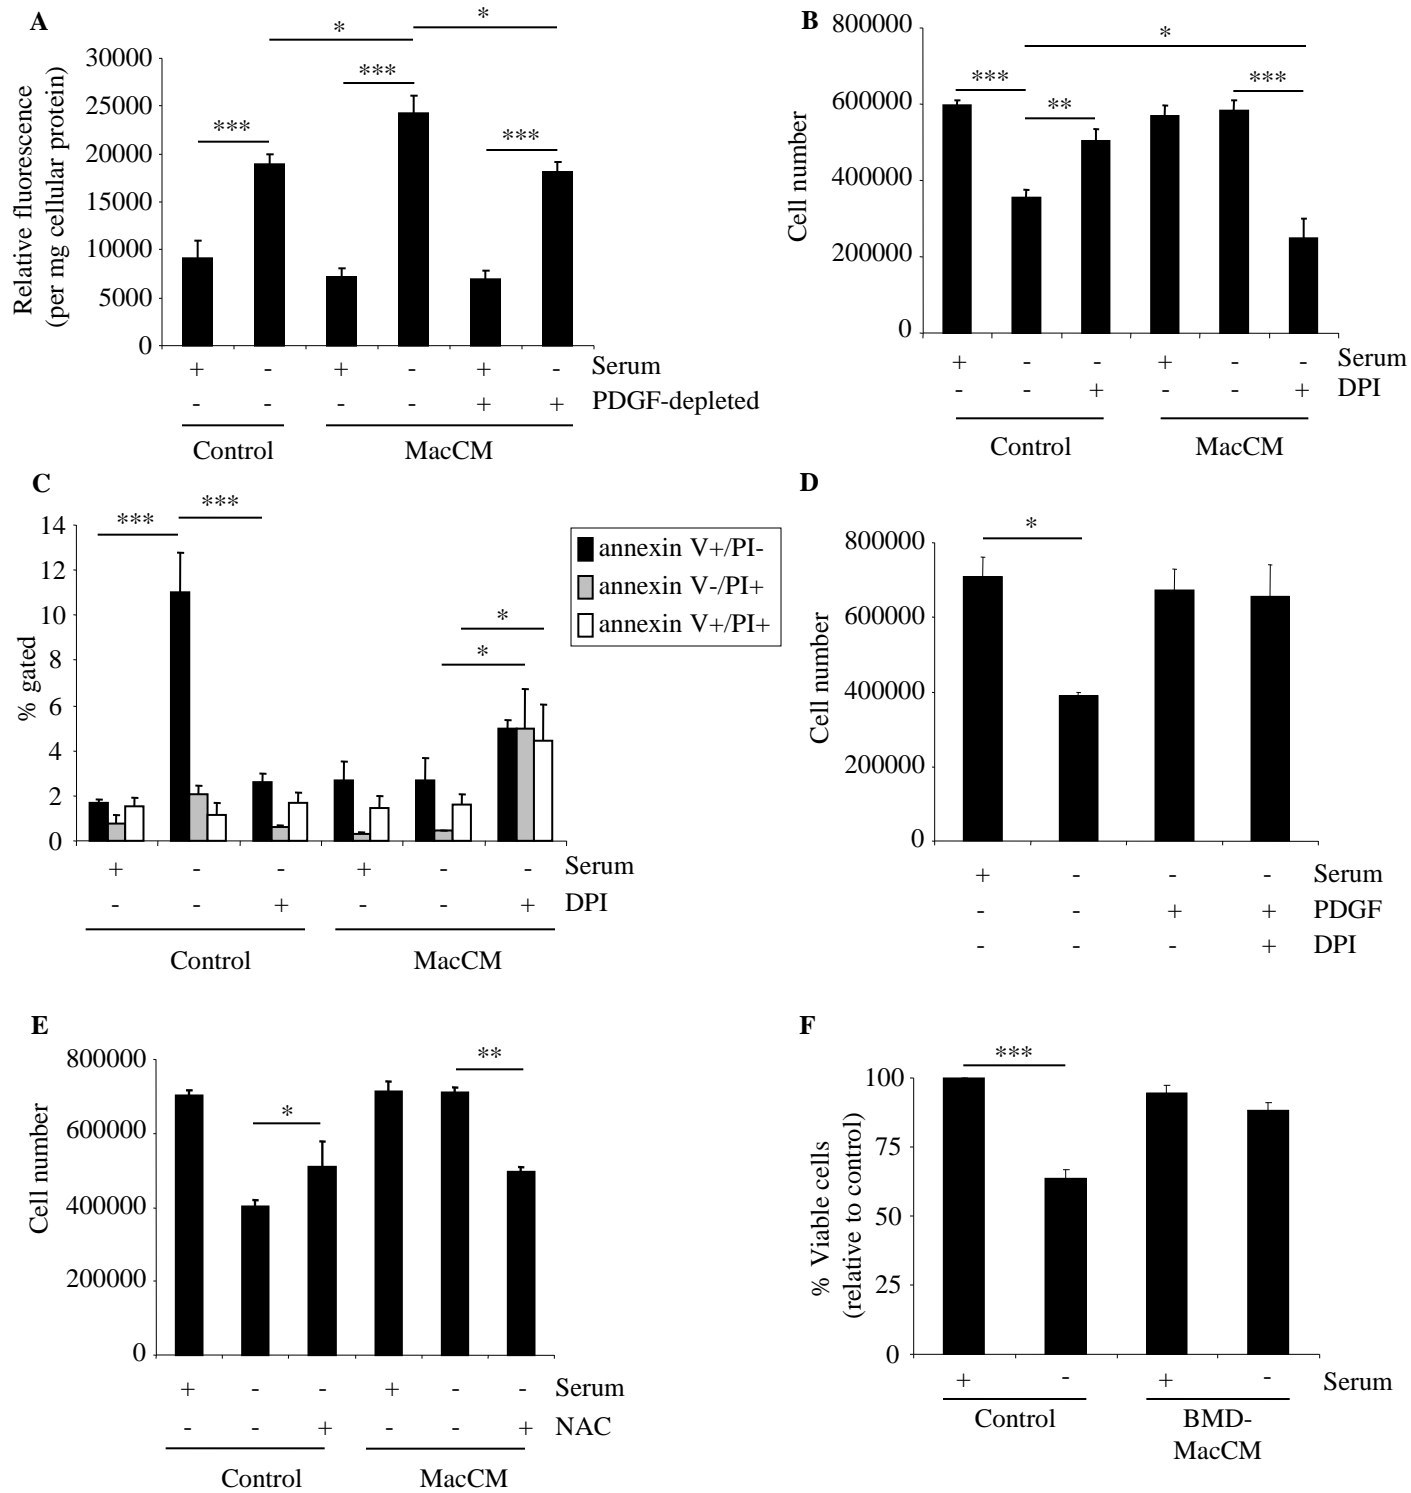 A
Relative fluorescence
(per mg cellular protein)
30000
25000
20000
15000
10000
5000
0
* *
***
***
***
+ - + - + - Serum
- - - - + + PDGF-depleted
Control MacCM
B
Cell number
800000
600000
400000
200000
0
*
*** ***
**
+ - - + - - Serum
- - + - - + DPI
Control MacCM
C
% gated
14
12
10
8
6
4
2
0
*** ***
*
*
annexin V+/PI-
annexin V-/PI+
annexin V+/PI+
+ - - + - - Serum
- - + - - + DPI
Control MacCM
D
Cell number
800000
600000
400000
200000
0
*
+ - - - Serum
- - + + PDGF
- - - + DPI
E
Cell number
800000
600000
400000
200000
0
**
*
+ - - + - - Serum
- - + - - + NAC
Control MacCM
F
% Viable cells
(relative to control)
100
75
50
25
0
***
+ - + - Serum
Control BMD-
MacCM